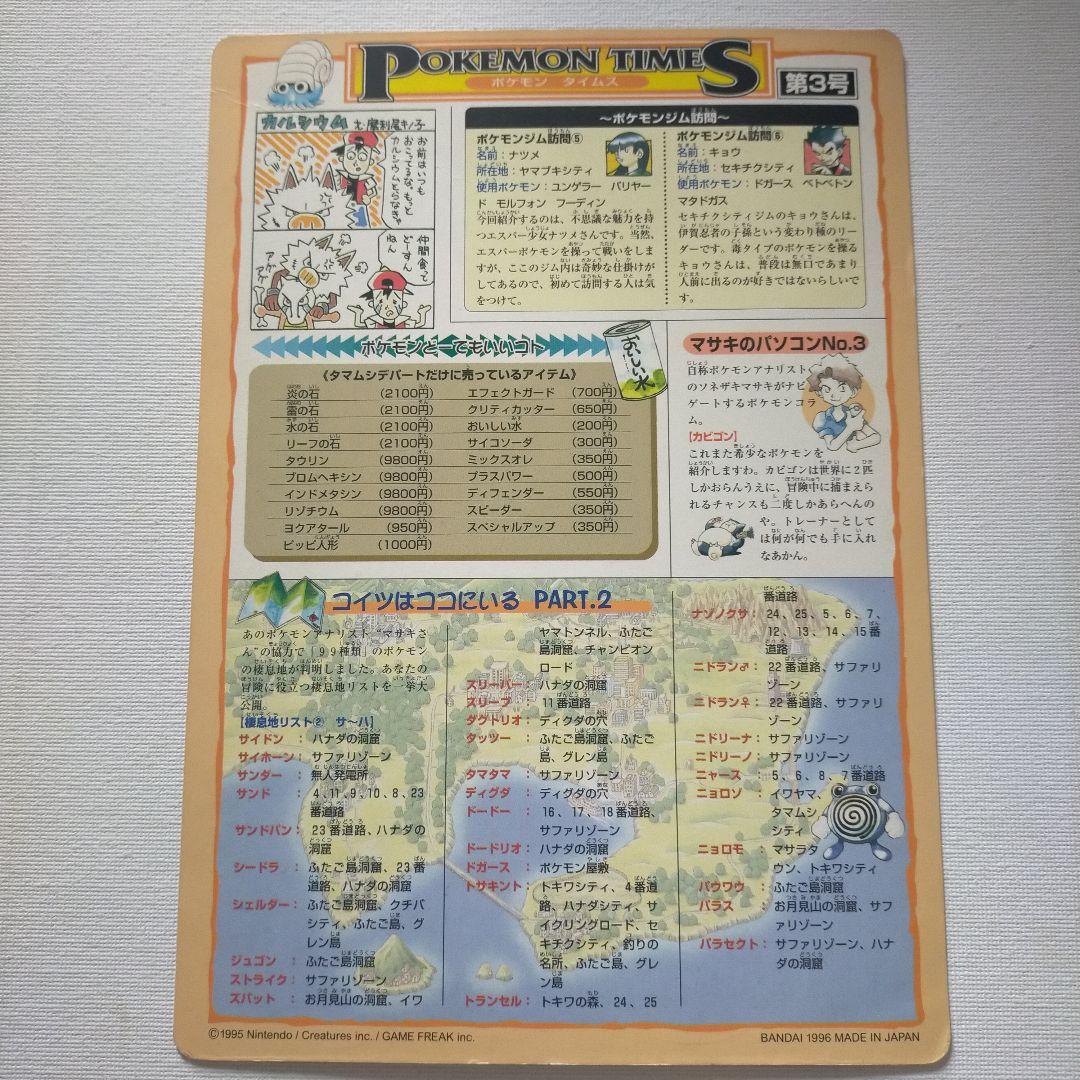 POKEMON TIMES
ポケモン タイムス
第3号
カルシウム
え・摩利尾キノ子
お前はいつも
おこってるな。もっと
カルシウムとらなきゃ
仲間食って
どーすん
ねん
アゲアゲ
~ポケモンジム訪問~
ポケモンジム訪問⑤
名前:ナツメ
所在地:ヤマブキシティ
使用ポケモン:ユンゲラー バリヤー
ド モルフォン フーディン
今回紹介するのは、不思議な魅力を持
つエスパー少女ナツメさんです。当然、
エスパーポケモンを操って戦いをしま
すが、ここのジム内は奇妙な仕掛けが
してあるので、初めて訪問する人は気
をつけて。
ポケモンジム訪問⑥
名前:キョウ
所在地:セキチクシティ
使用ポケモン:ドガース ベトベトン
マタドガス
セキチクシティジムのキョウさんは、
伊賀忍者の子孫という変わり種のリ
ーダーです。毒タイプのポケモンを操る
キョウさんは、普段は無口であまり
人前に出るのが好きではないらしいで
す。
ポケモンどーでもいいコト
おいしい水
《タマムシデパートだけに売っているアイテム》
炎の石 (2100円) エフェクトガード (700円)
雷の石 (2100円) クリティカッター (650円)
水の石 (2100円) おいしい水 (200円)
リーフの石 (2100円) サイコソーダ (300円)
タウリン (9800円) ミックスオレ (350円)
ブロムヘキシン (9800円) プラスパワー (500円)
インドメタシン (9800円) ディフェンダー (550円)
リゾチウム (9800円) スピーダー (350円)
ヨクアタール (950円) スペシャルアップ (350円)
ピッピ人形 (1000円)
マサキのパソコンNo.3
自称ポケモンアナリスト
のソネザキマサキがナビ
ゲートするポケモンコラ
ム。
【カビゴン】
これまた希少なポケモンを
紹介しますわ。カビゴンは世界に2匹
しかおらんうえに、冒険中に捕まえら
れるチャンスも二度しかあらへんの
や。トレーナーとして
は何が何でも手に入れ
なあかん。
コイツはココにいる PART.2
あのポケモンアナリスト“マサキさ
ん”の協力で「99種類」のポケモン
の棲息地が判明しました。あなたの
冒険に役立つ棲息地リストを一挙大
公開。
【棲息地リスト② サ〜ハ】
サイドン :ハナダの洞窟
サイホーン:サファリゾーン
サンダー :無人発電所
サンド :4、11、9、10、8、23
番道路
サンドパン:23番道路、ハナダの
洞窟
シードラ :ふたご島洞窟、23番
道路、ハナダの洞窟
シェルダー:ふたご島洞窟、クチバ
シティ、ふたご島、グ
レン島
ジュゴン :ふたご島洞窟
ストライク:サファリゾーン
ズバット :お月見山の洞窟、イワ
ヤマトンネル、ふたご
島洞窟、チャンピオン
ロード
スリーパー:ハナダの洞窟
スリープ :11番道路
ダグトリオ:ディグダの穴
タッツー :ふたご島洞窟、ふたご
島、グレン島
タマタマ :サファリゾーン
ディグダ :ディグダの穴
ドードー :16、17、18番道路、
サファリゾーン
ドードリオ:ハナダの洞窟
ドガース :ポケモン屋敷
トサキント:トキワシティ、4番道
路、ハナダシティ、サ
イクリングロード、セ
キチクシティ、釣りの
名所、ふたご島、グレ
ン島
トランセル:トキワの森、24、25
番道路
ナゾノクサ:24、25、5、6、7、
12、13、14、15番
道路
ニドラン♂:22番道路、サファリ
ゾーン
ニドラン♀:22番道路、サファリ
ゾーン
ニドリーナ:サファリゾーン
ニドリーノ:サファリゾーン
ニャース :5、6、8、7番道路
ニョロゾ :イワヤマ、
タマムシ
シティ
ニョロモ :マサラタ
ウン、トキワシティ
パウワウ :ふたご島洞窟
パラス :お月見山の洞窟、サフ
ァリゾーン
パラセクト:サファリゾーン、ハナ
ダの洞窟
©1995 Nintendo / Creatures inc. / GAME FREAK inc.
BANDAI 1996 MADE IN JAPAN